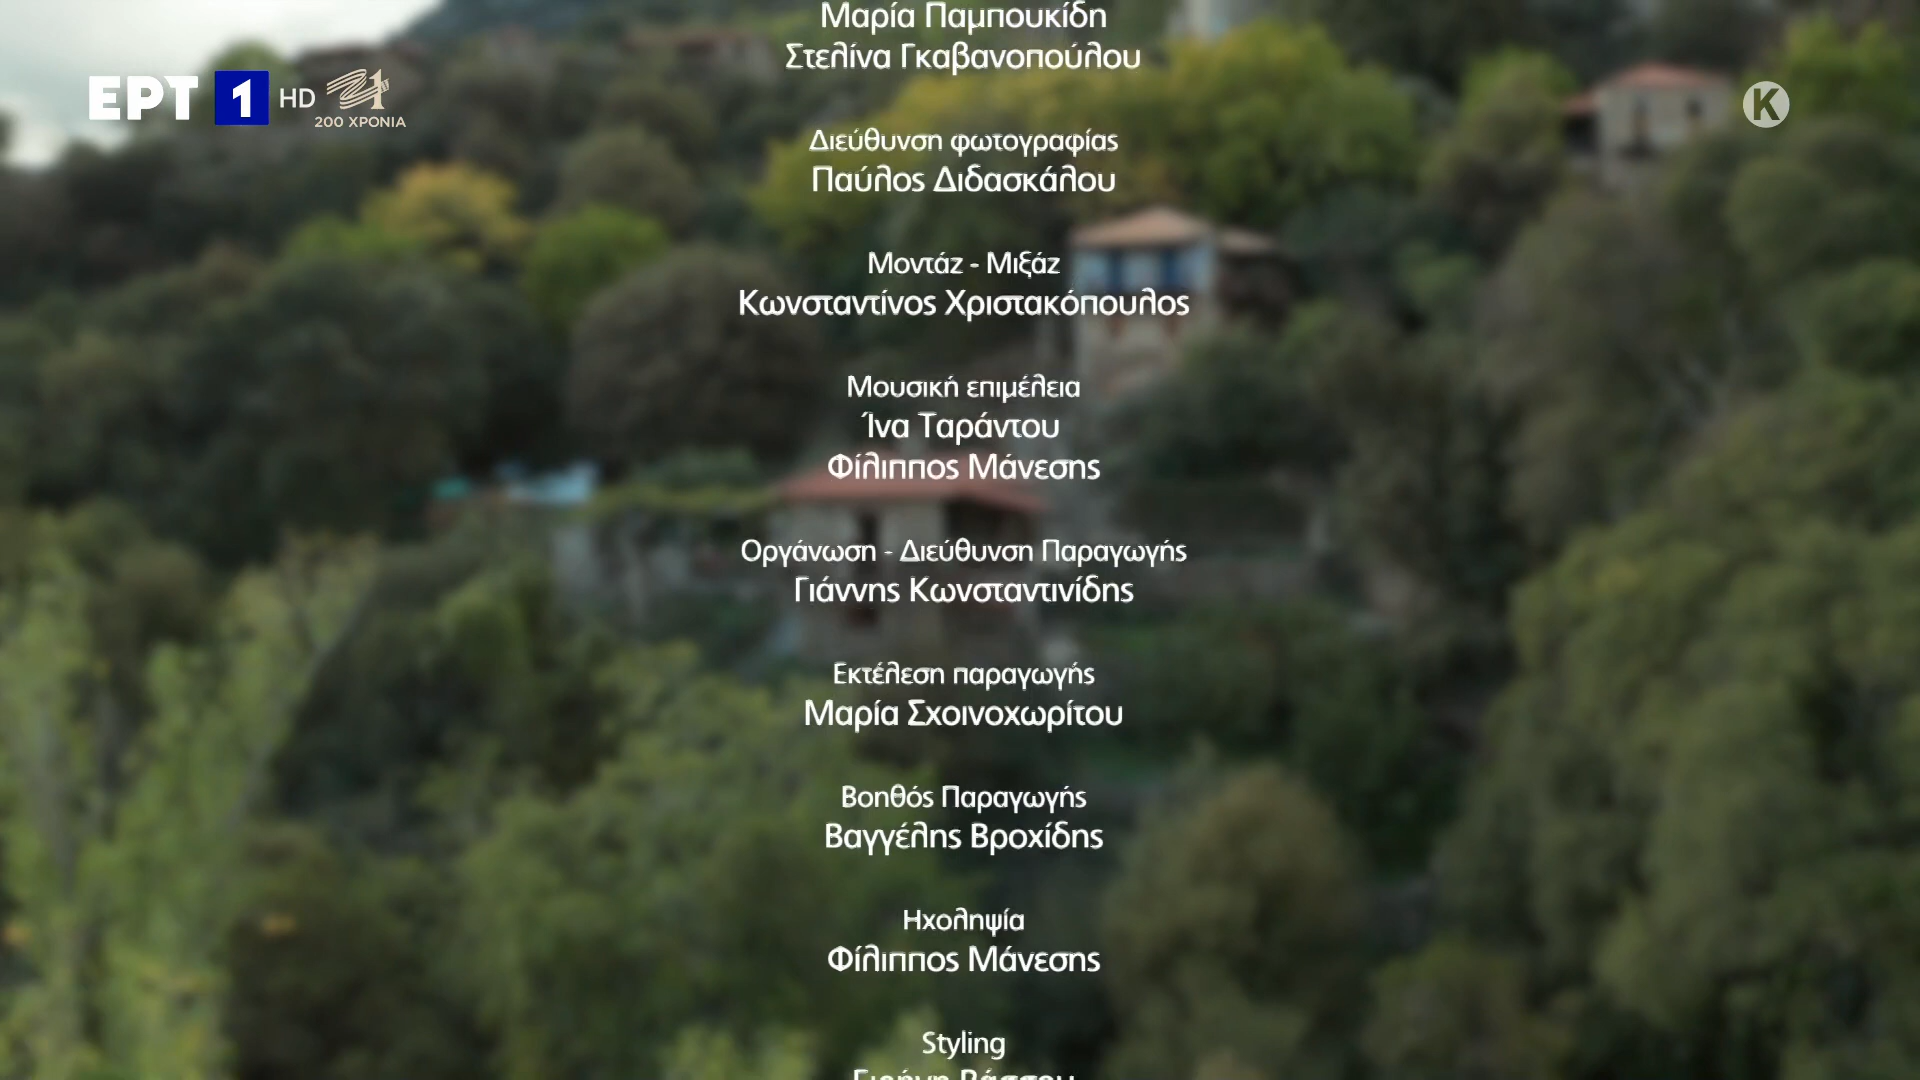 Μαρία Παμπουκίδη
Στελίνα Γκαβανοπούλου
ΕΡΤ 1 HD 21
200 ΧΡΟΝΙΑ
K
Διεύθυνση φωτογραφίας
Παύλος Διδασκάλου
Μοντάζ - Μιξάζ
Κωνσταντίνος Χριστακόπουλος
Μουσική επιμέλεια
Ίνα Ταράντου
Φίλιππος Μάνεσης
Οργάνωση - Διεύθυνση Παραγωγής
Γιάννης Κωνσταντινίδης
Εκτέλεση παραγωγής
Μαρία Σχοινοχωρίτου
Βοηθός Παραγωγής
Βαγγέλης Βροχίδης
Ηχοληψία
Φίλιππος Μάνεσης
Styling